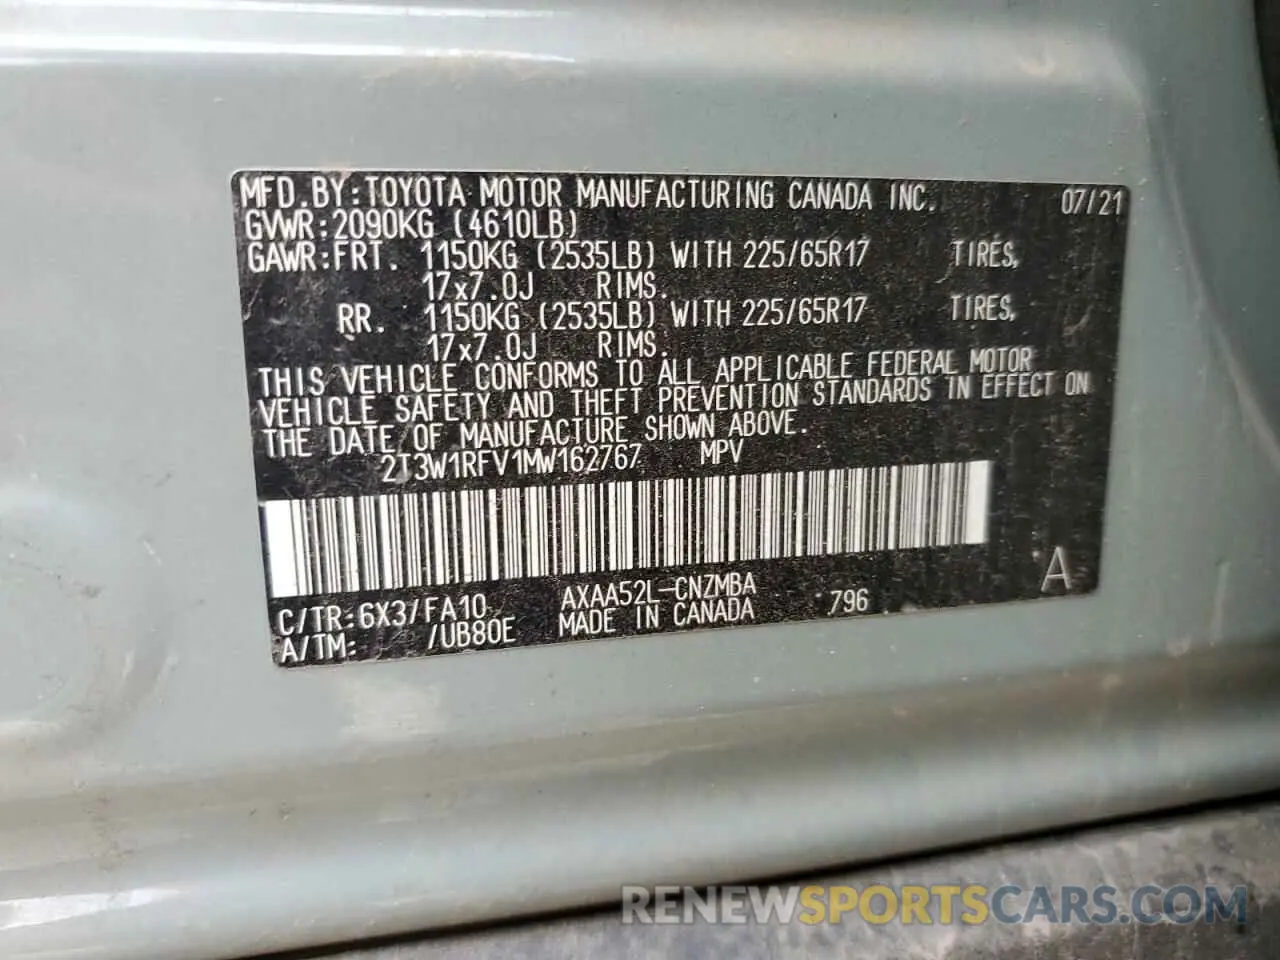 MFD.BY:TOYOTA MOTOR MANUFACTURING CANADA INC. 07/21
GVWR:2090KG (4610LB)
GAWR:FRT. 1150KG (2535LB) WITH 225/65R17 TIRES,
17x7.0J RIMS.
RR. 1150KG (2535LB) WITH 225/65R17 TIRES,
17x7.0J RIMS.
THIS VEHICLE CONFORMS TO ALL APPLICABLE FEDERAL MOTOR
VEHICLE SAFETY AND THEFT PREVENTION STANDARDS IN EFFECT ON
THE DATE OF MANUFACTURE SHOWN ABOVE.
2T3W1RFV1MW162767 MPV
A
C/TR:6X3/FA10 AXAA52L-CNZMBA
A/TM: /UB80E MADE IN CANADA 796
RENEWSPORTSCARS.COM